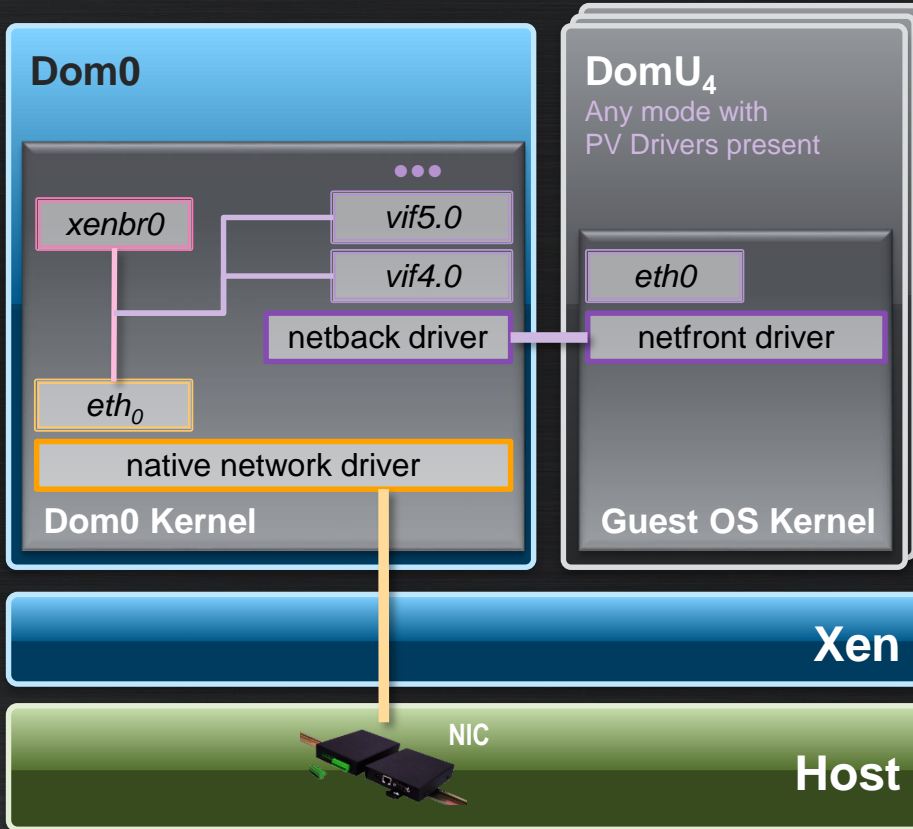 Dom0
DomU₄
Any mode with
PV Drivers present
•••
xenbr0
vif5.0
vif4.0
eth0
netback driver
netfront driver
eth₀
native network driver
Dom0 Kernel
Guest OS Kernel
Xen
NIC
Host